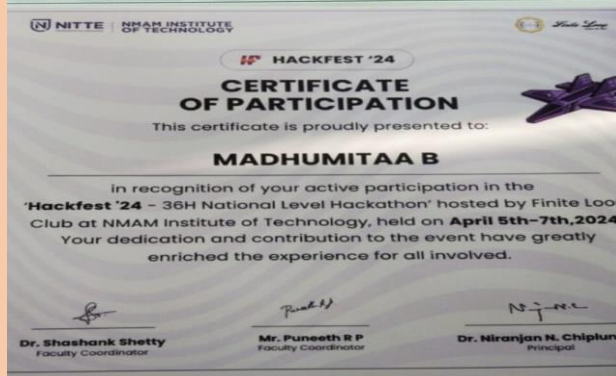 NITTE
NMAM INSTITUTE
OF TECHNOLOGY
HACKFEST '24
CERTIFICATE
OF PARTICIPATION
This certificate is proudly presented to:
MADHUMITAA B
in recognition of your active participation in the
'Hackfest '24 - 36H National Level Hackathon' hosted by Finite Loo
Club at NMAM Institute of Technology, held on April 5th-7th,2024
Your dedication and contribution to the event have greatly
enriched the experience for all involved.
Dr. Shashank Shetty
Faculty Coordinator
Mr. Puneeth R P
Faculty Coordinator
Dr. Niranjan N. Chiplun
Principal